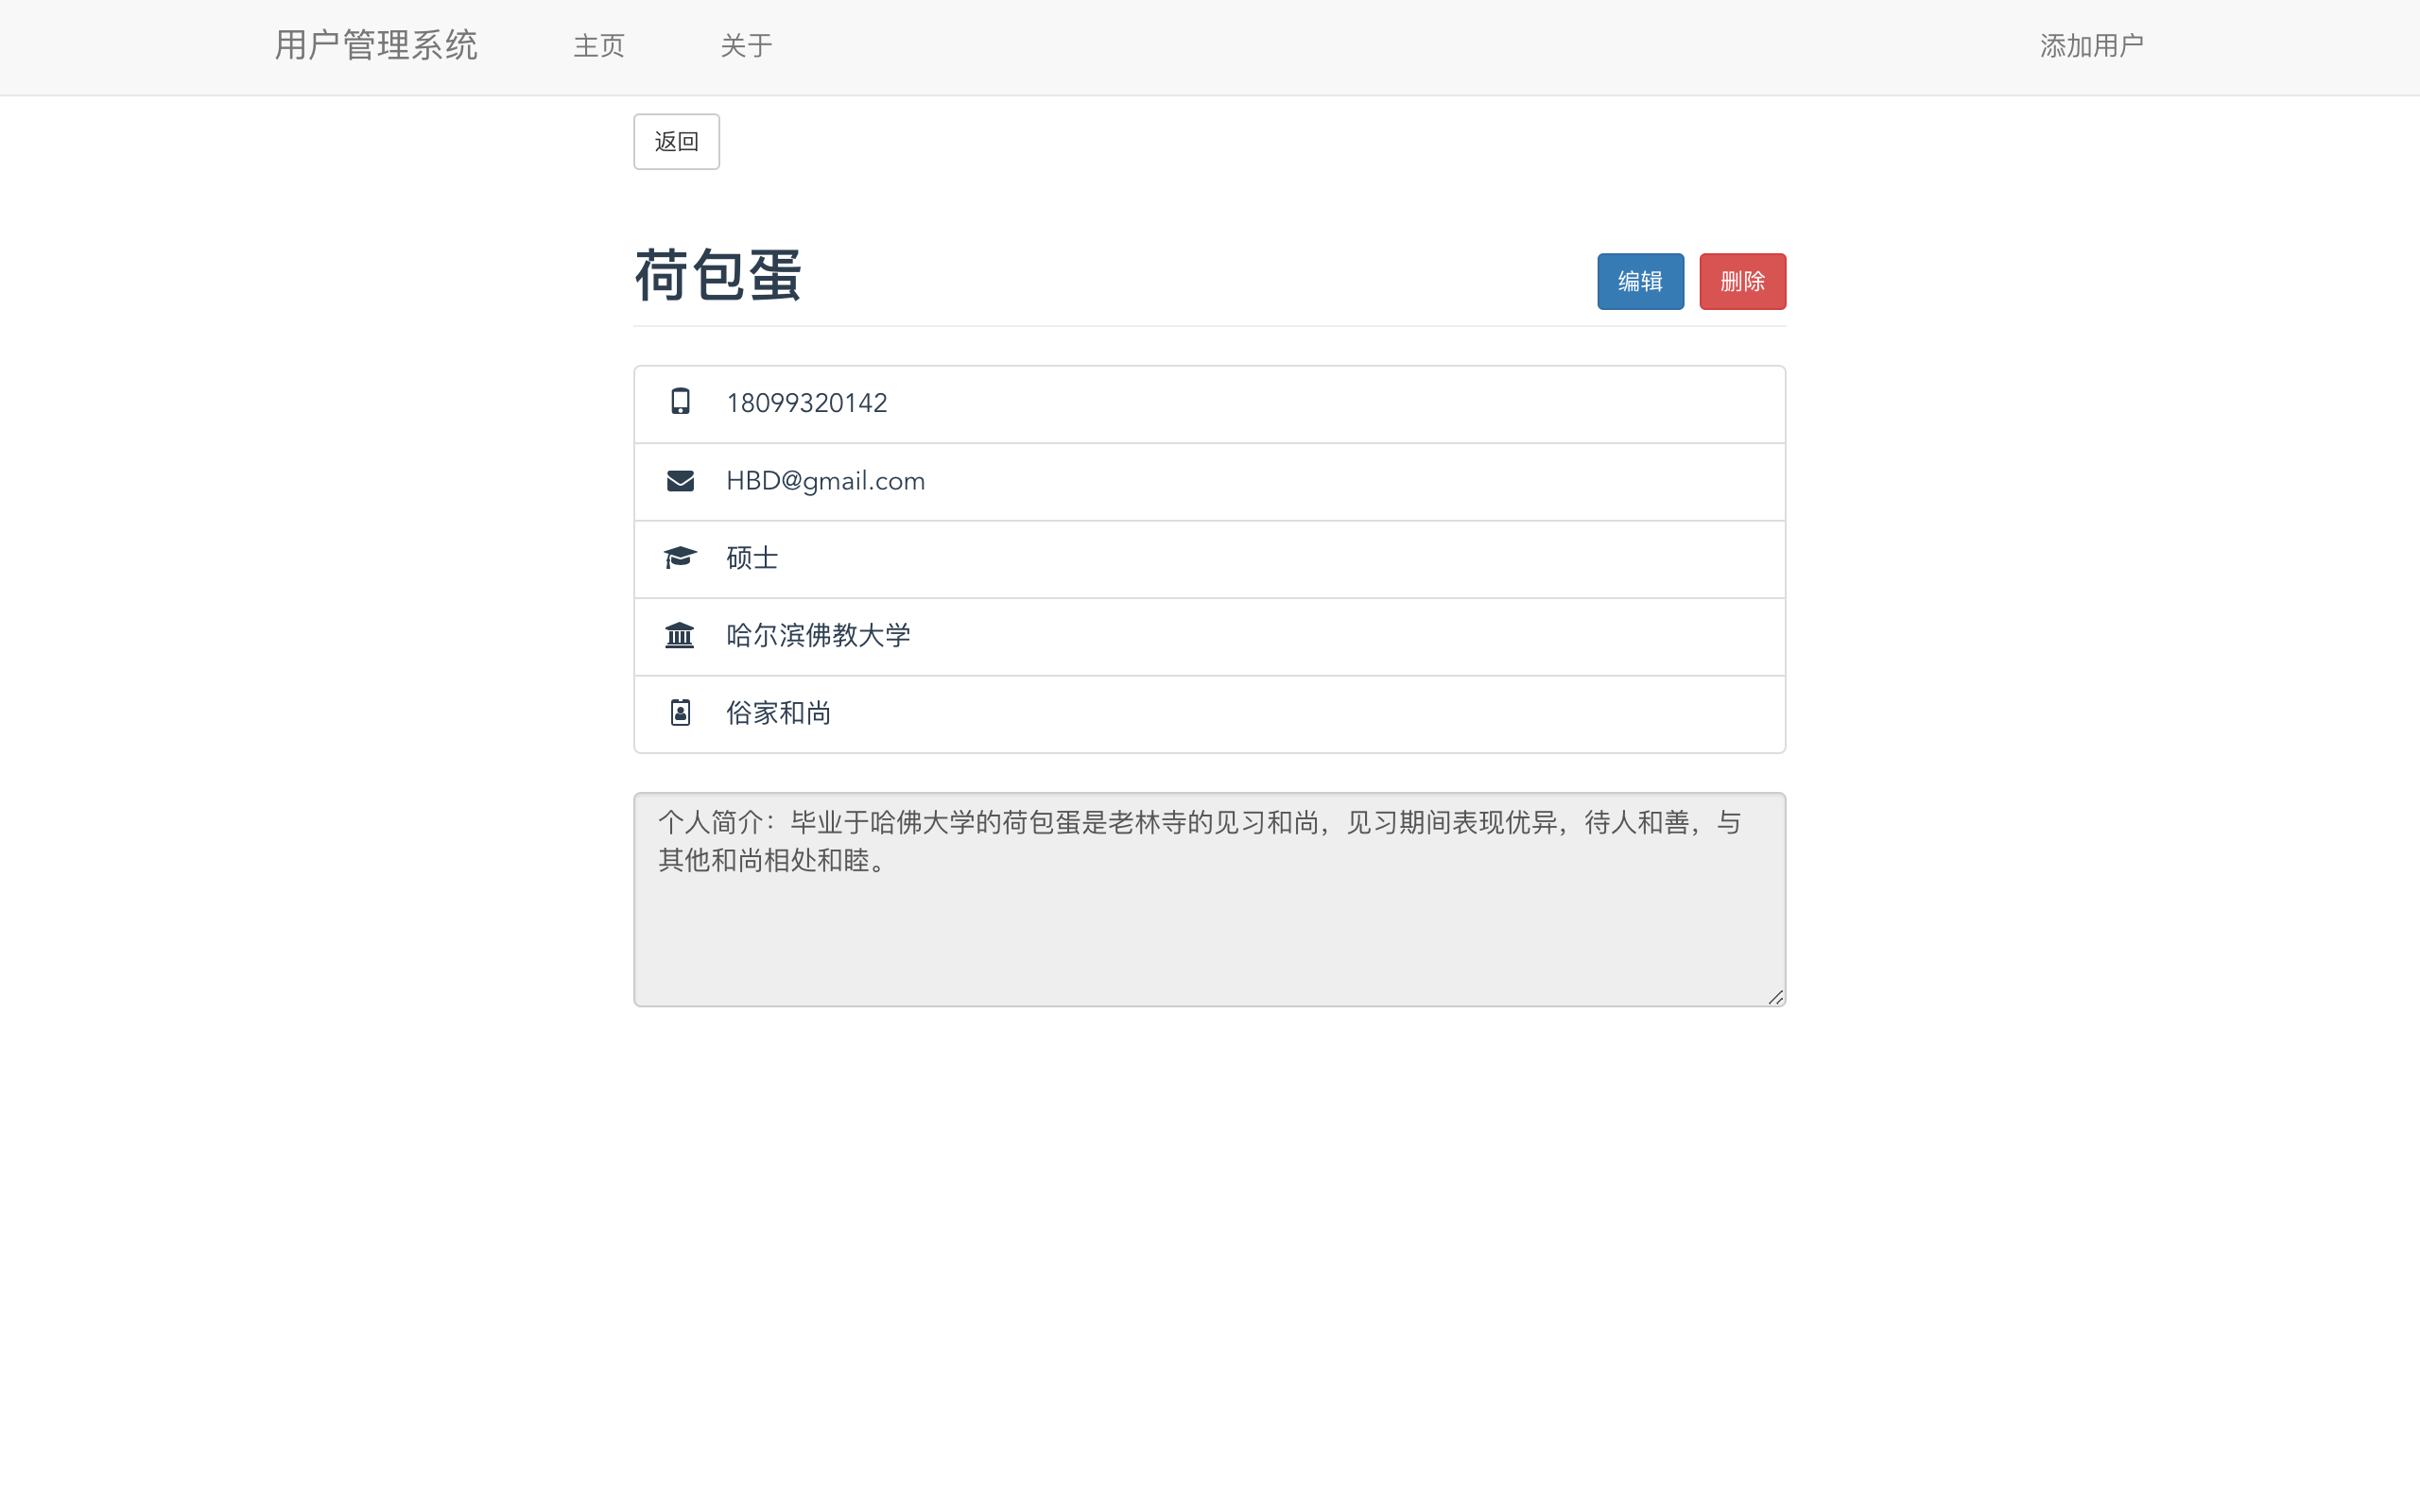 用户管理系统 主页 关于 添加用户
返回
荷包蛋 编辑 删除
18099320142
HBD@gmail.com
硕士
哈尔滨佛教大学
俗家和尚
个人简介：毕业于哈佛大学的荷包蛋是老林寺的见习和尚，见习期间表现优异，待人和善，与
其他和尚相处和睦。